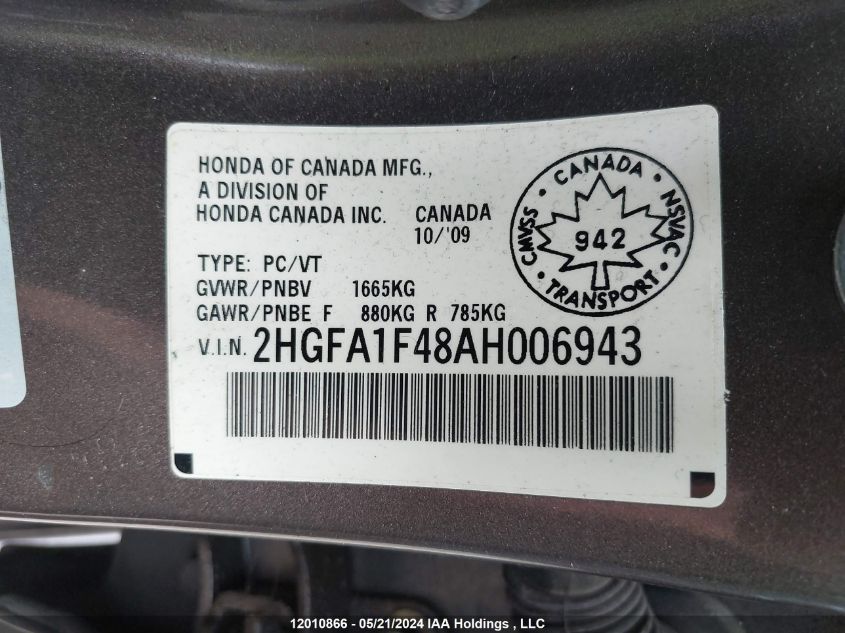 HONDA OF CANADA MFG.,
A DIVISION OF
HONDA CANADA INC. CANADA
10/'09
TYPE: PC/VT
GVWR/PNBV 1665KG
GAWR/PNBE F 880KG R 785KG
V.I.N. 2HGFA1F48AH006943
CANADA · NSVAC · TRANSPORT · CMVSS ·
942
12010866 - 05/21/2024 IAA Holdings , LLC